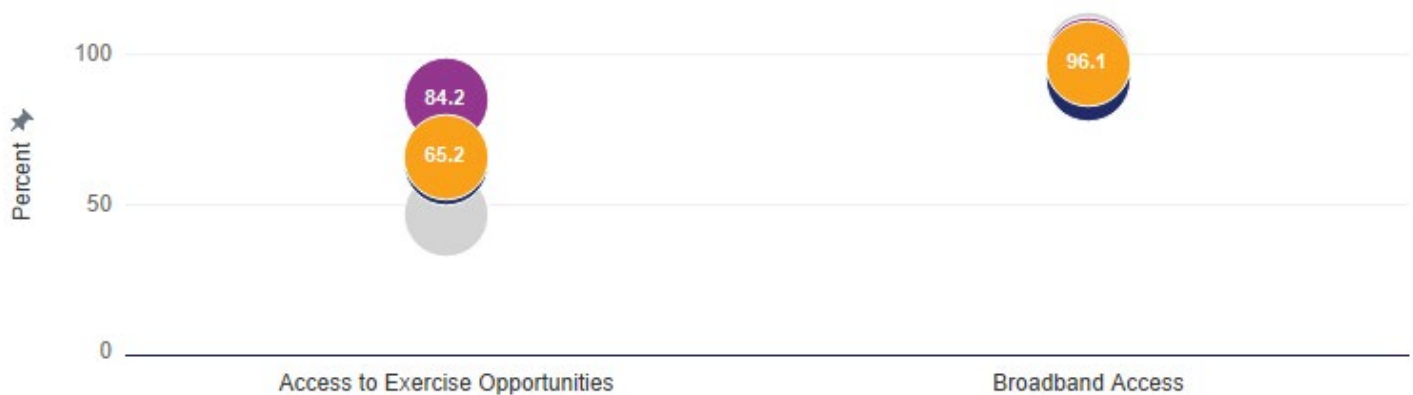 Percent
100
50
0
84.2
65.2
96.1
Access to Exercise Opportunities
Broadband Access